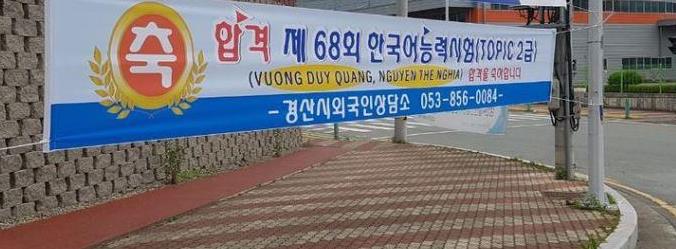 축 합격 제 68회 한국어능력시험(TOPIC 2급)
(VUONG DUY QUANG, NGUYEN THE NGHIA) 합격을 축하합니다
- 경산시외국인상담소 053-856-0084 -